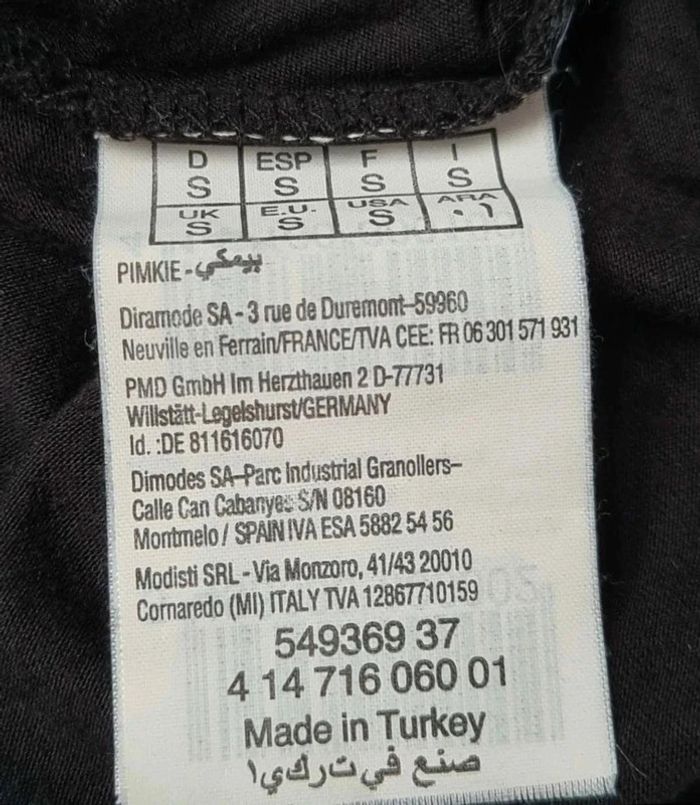 D ESP F I
S S S S
UK E.U. USA ARA
S S S ٠١
PIMKIE - بيمكي
Diramode SA - 3 rue de Duremont-59960
Neuville en Ferrain/FRANCE/TVA CEE: FR 06 301 571 931
PMD GmbH Im Herzthauen 2 D-77731
Willstätt-Legelshurst/GERMANY
Id. :DE 811616070
Dimodes SA-Parc Industrial Granollers-
Calle Can Cabanyes S/N 08160
Montmelo / SPAIN IVA ESA 5882 54 56
Modisti SRL - Via Monzoro, 41/43 20010
Cornaredo (MI) ITALY TVA 12867710159
549369 37
4 14 716 060 01
Made in Turkey
صنع في تركي١